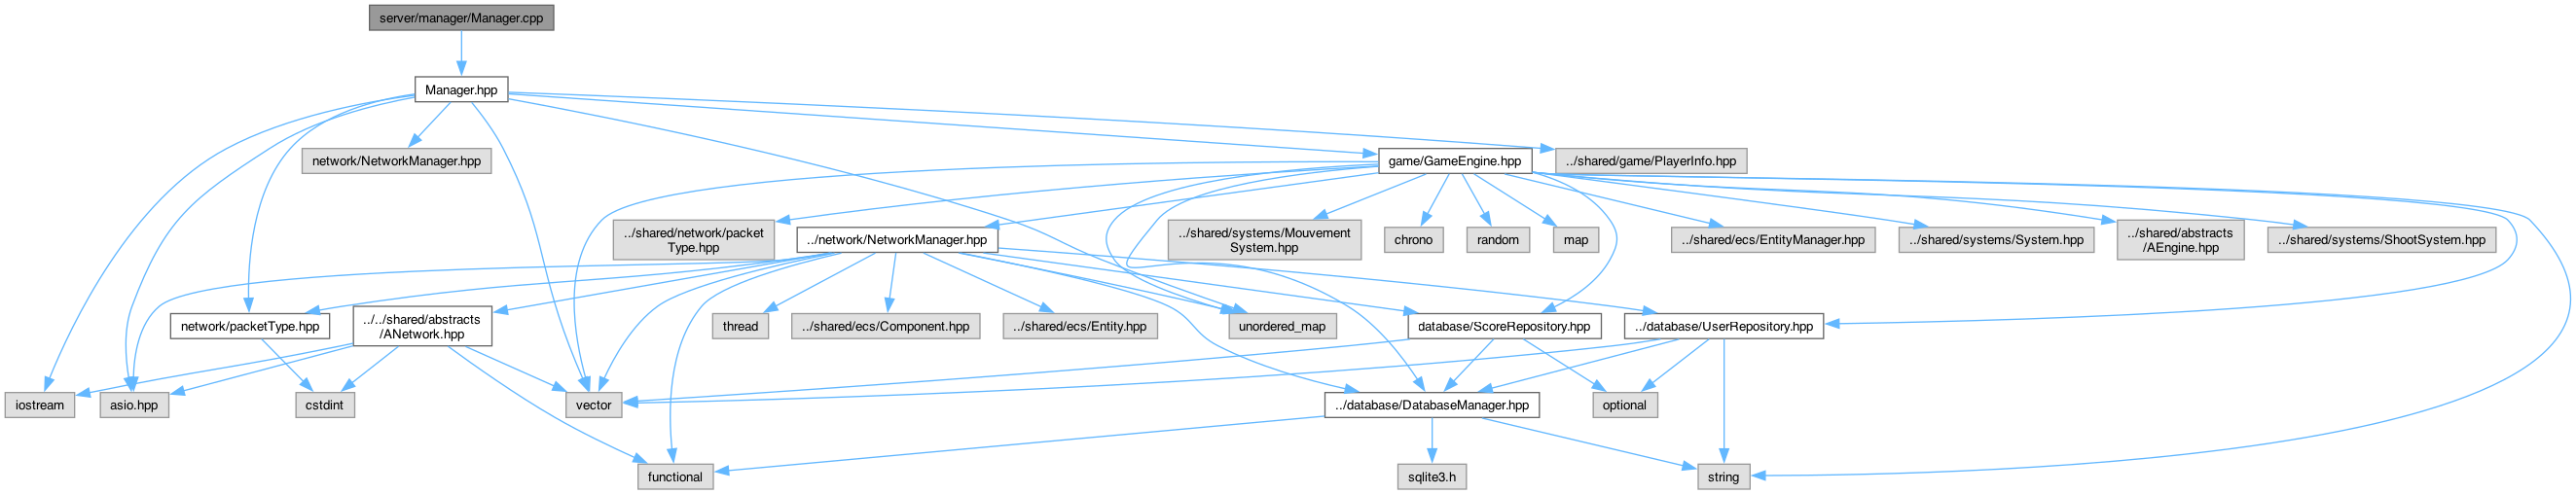 server/manager/Manager.cpp
Manager.hpp
network/NetworkManager.hpp
game/GameEngine.hpp
../shared/game/PlayerInfo.hpp
../shared/network/packet
Type.hpp
../network/NetworkManager.hpp
../shared/systems/Mouvement
System.hpp
chrono
random
map
../shared/ecs/EntityManager.hpp
../shared/systems/System.hpp
../shared/abstracts
/AEngine.hpp
../shared/systems/ShootSystem.hpp
network/packetType.hpp
../../shared/abstracts
/ANetwork.hpp
thread
../shared/ecs/Component.hpp
../shared/ecs/Entity.hpp
unordered_map
database/ScoreRepository.hpp
../database/UserRepository.hpp
iostream
asio.hpp
cstdint
vector
../database/DatabaseManager.hpp
optional
functional
sqlite3.h
string